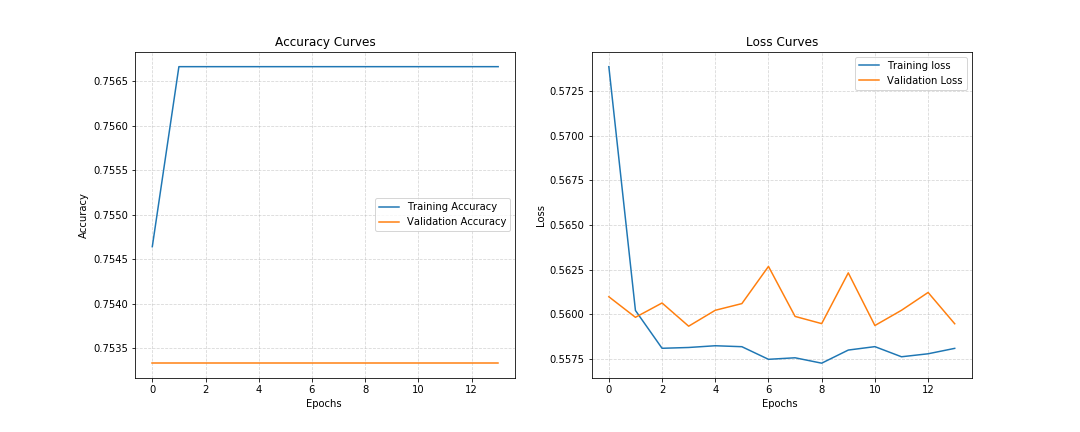 Accuracy Curves
Accuracy
0.7565
0.7560
0.7555
0.7550
0.7545
0.7540
0.7535
Training Accuracy
Validation Accuracy
0 2 4 6 8 10 12
Epochs
Loss Curves
Loss
0.5725
0.5700
0.5675
0.5650
0.5625
0.5600
0.5575
Training loss
Validation Loss
0 2 4 6 8 10 12
Epochs